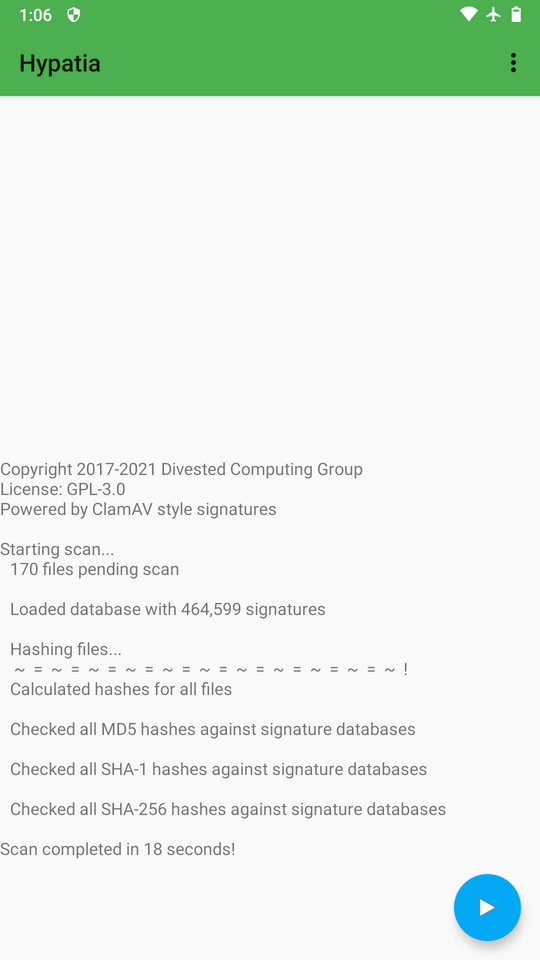 1:06
Hypatia
Copyright 2017-2021 Divested Computing Group
License: GPL-3.0
Powered by ClamAV style signatures
Starting scan...
170 files pending scan
Loaded database with 464,599 signatures
Hashing files...
~ = ~ = ~ = ~ = ~ = ~ = ~ = ~ = ~ = ~ = ~ !
Calculated hashes for all files
Checked all MD5 hashes against signature databases
Checked all SHA-1 hashes against signature databases
Checked all SHA-256 hashes against signature databases
Scan completed in 18 seconds!